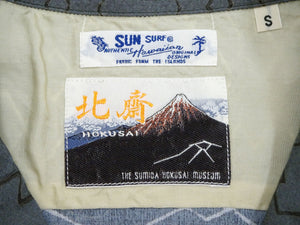 SUN SURF®
AUTHENTIC Hawaiian ORIGINAL DESIGNS
FABRIC FROM THE ISLANDS
S
北斎
HOKUSAI
THE SUMIDA HOKUSAI MUSEUM